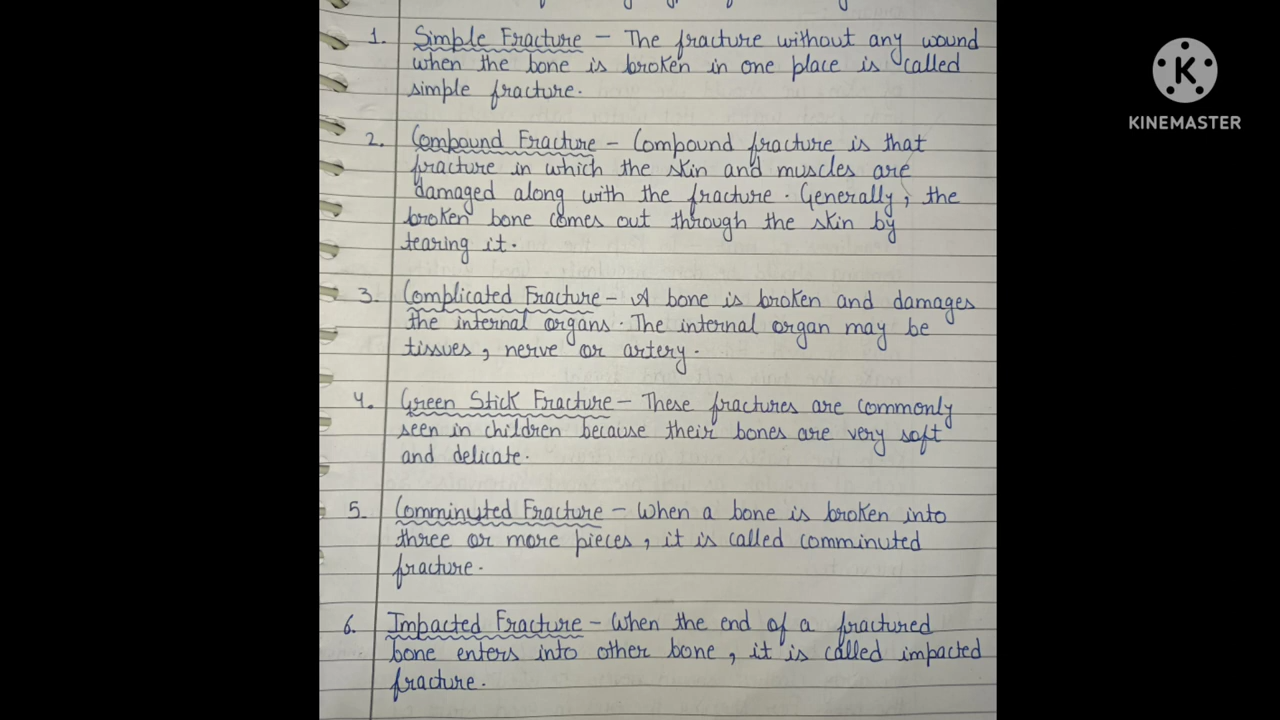 1. Simple Fracture - The fracture without any wound
when the bone is broken in one place is called
simple fracture.
2. Compound Fracture - Compound fracture is that
fracture in which the skin and muscles are
damaged along with the fracture. Generally, the
broken bone comes out through the skin by
tearing it.
3. Complicated Fracture - A bone is broken and damages
the internal organs. The internal organ may be
tissues, nerve or artery.
4. Green Stick Fracture - These fractures are commonly
seen in children because their bones are very soft
and delicate.
5. Comminuted Fracture - When a bone is broken into
three or more pieces, it is called comminuted
fracture.
6. Impacted Fracture - When the end of a fractured
bone enters into other bone, it is called impacted
fracture.
K
KINEMASTER